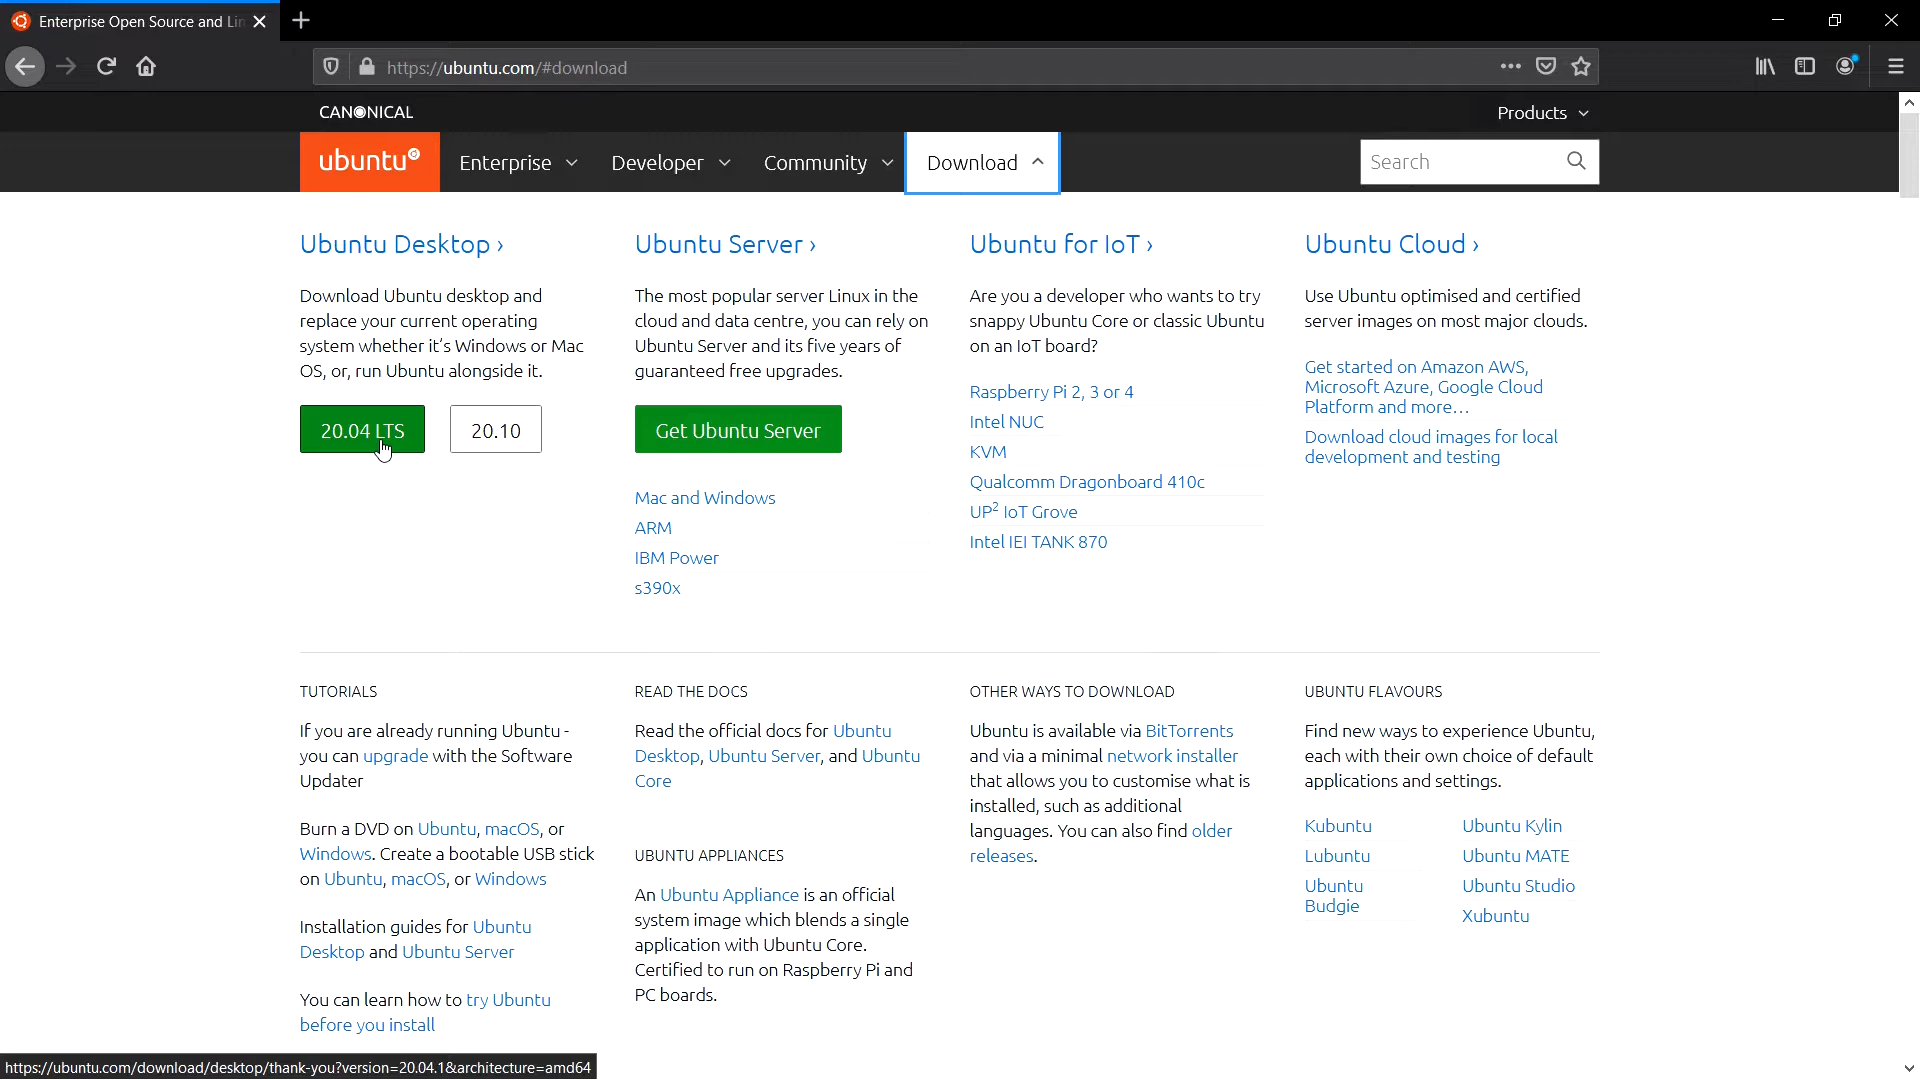 Enterprise Open Source and Lin
https://ubuntu.com/#download
CANONICAL
Products
ubuntu
Enterprise
Developer
Community
Download
Search
Ubuntu Desktop ›
Download Ubuntu desktop and
replace your current operating
system whether it’s Windows or Mac
OS, or, run Ubuntu alongside it.
20.04 LTS
20.10
Ubuntu Server ›
The most popular server Linux in the
cloud and data centre, you can rely on
Ubuntu Server and its five years of
guaranteed free upgrades.
Get Ubuntu Server
Mac and Windows
ARM
IBM Power
s390x
Ubuntu for IoT ›
Are you a developer who wants to try
snappy Ubuntu Core or classic Ubuntu
on an IoT board?
Raspberry Pi 2, 3 or 4
Intel NUC
KVM
Qualcomm Dragonboard 410c
UP² IoT Grove
Intel IEI TANK 870
Ubuntu Cloud ›
Use Ubuntu optimised and certified
server images on most major clouds.
Get started on Amazon AWS,
Microsoft Azure, Google Cloud
Platform and more…
Download cloud images for local
development and testing
TUTORIALS
If you are already running Ubuntu -
you can upgrade with the Software
Updater
Burn a DVD on Ubuntu, macOS, or
Windows. Create a bootable USB stick
on Ubuntu, macOS, or Windows
Installation guides for Ubuntu
Desktop and Ubuntu Server
You can learn how to try Ubuntu
before you install
READ THE DOCS
Read the official docs for Ubuntu
Desktop, Ubuntu Server, and Ubuntu
Core
UBUNTU APPLIANCES
An Ubuntu Appliance is an official
system image which blends a single
application with Ubuntu Core.
Certified to run on Raspberry Pi and
PC boards.
OTHER WAYS TO DOWNLOAD
Ubuntu is available via BitTorrents
and via a minimal network installer
that allows you to customise what is
installed, such as additional
languages. You can also find older
releases.
UBUNTU FLAVOURS
Find new ways to experience Ubuntu,
each with their own choice of default
applications and settings.
Kubuntu
Lubuntu
Ubuntu
Budgie
Ubuntu Kylin
Ubuntu MATE
Ubuntu Studio
Xubuntu
https://ubuntu.com/download/desktop/thank-you?version=20.04.1&architecture=amd64